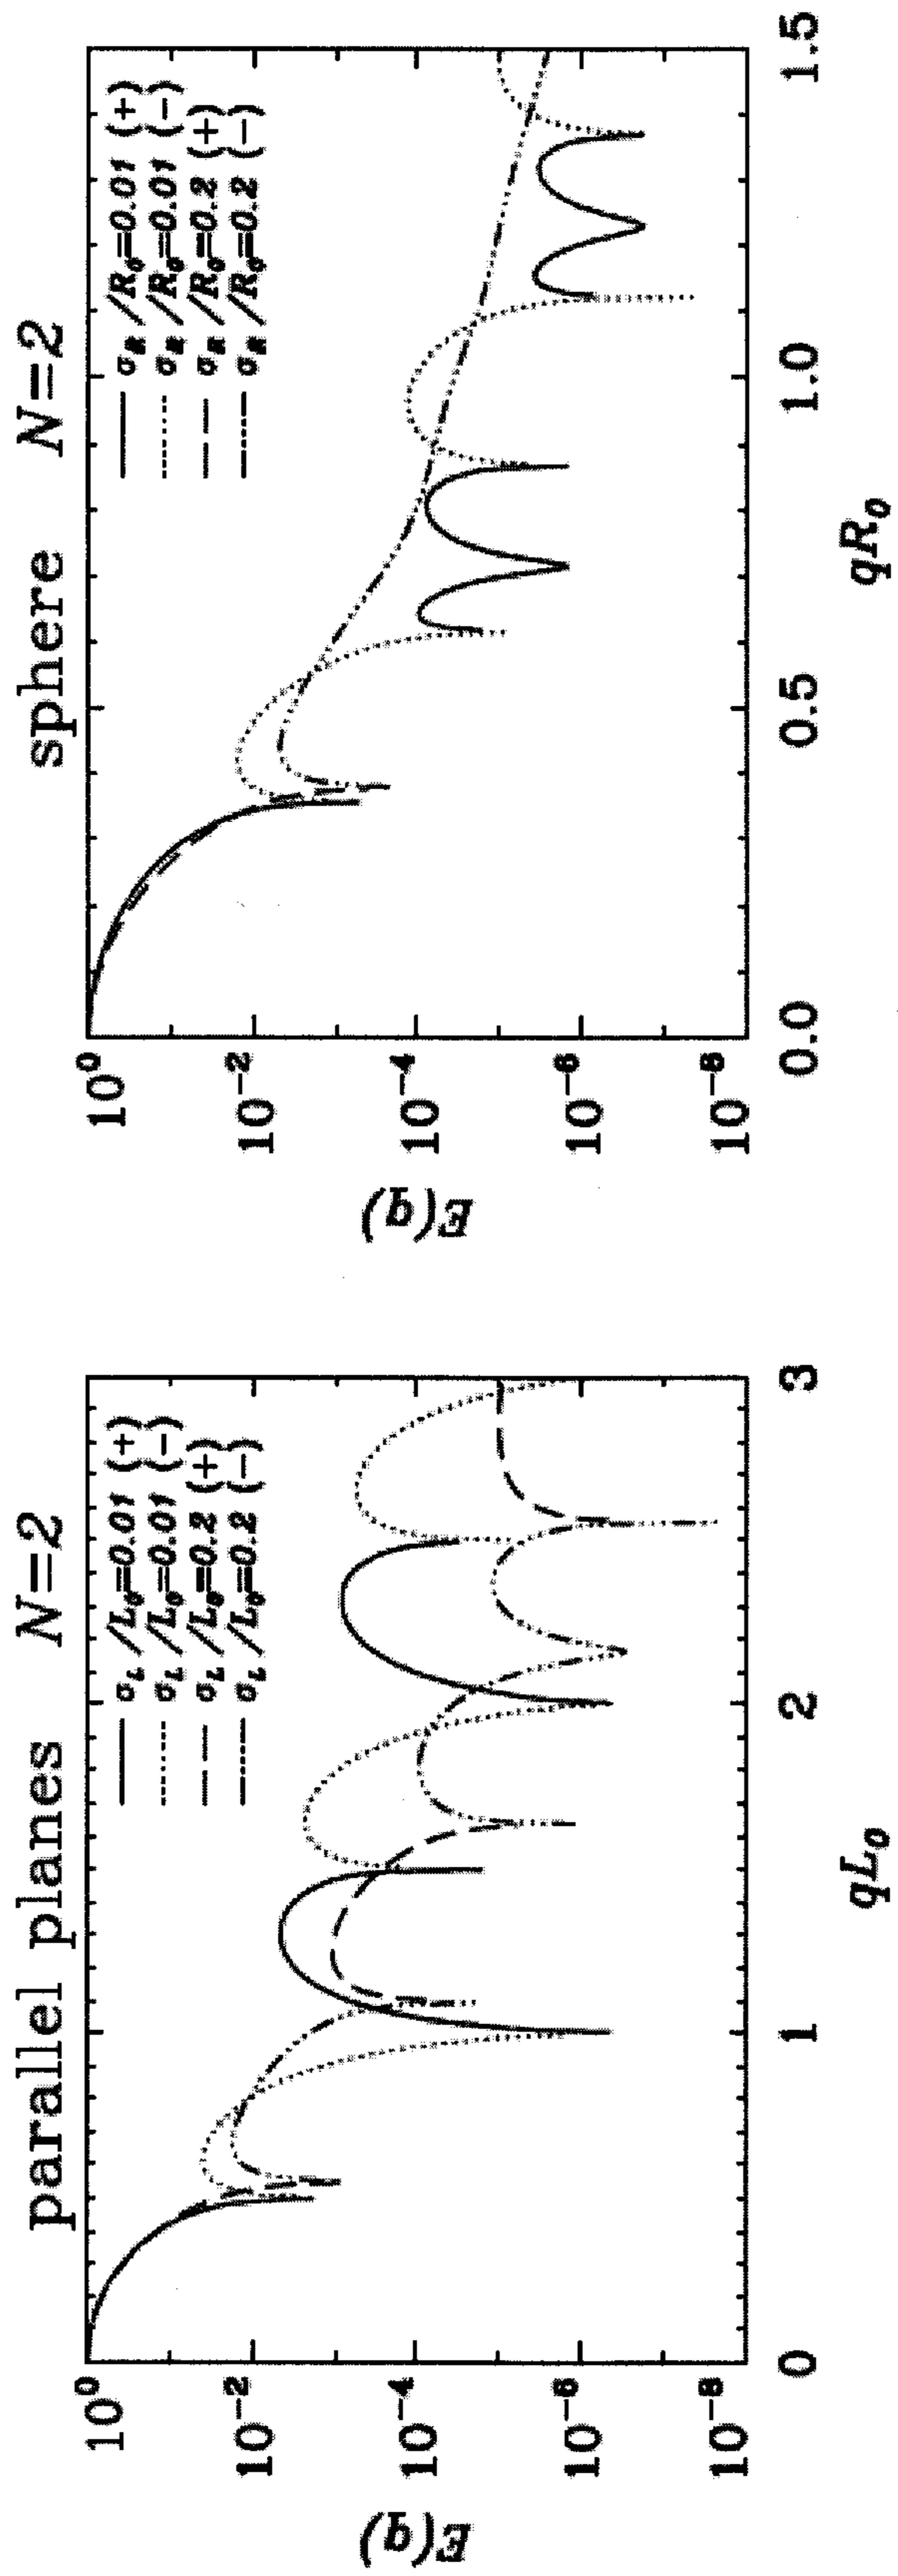 parallel planes N=2
σL/L0=0.01 (+)
σL/L0=0.01 (−)
σL/L0=0.2 (+)
σL/L0=0.2 (−)
E(q)
10^0
10^-2
10^-4
10^-6
10^-8
0
1
2
3
qL0
sphere N=2
σR/R0=0.01 (+)
σR/R0=0.01 (−)
σR/R0=0.2 (+)
σR/R0=0.2 (−)
E(q)
10^0
10^-2
10^-4
10^-6
10^-8
0.0
0.5
1.0
1.5
qR0